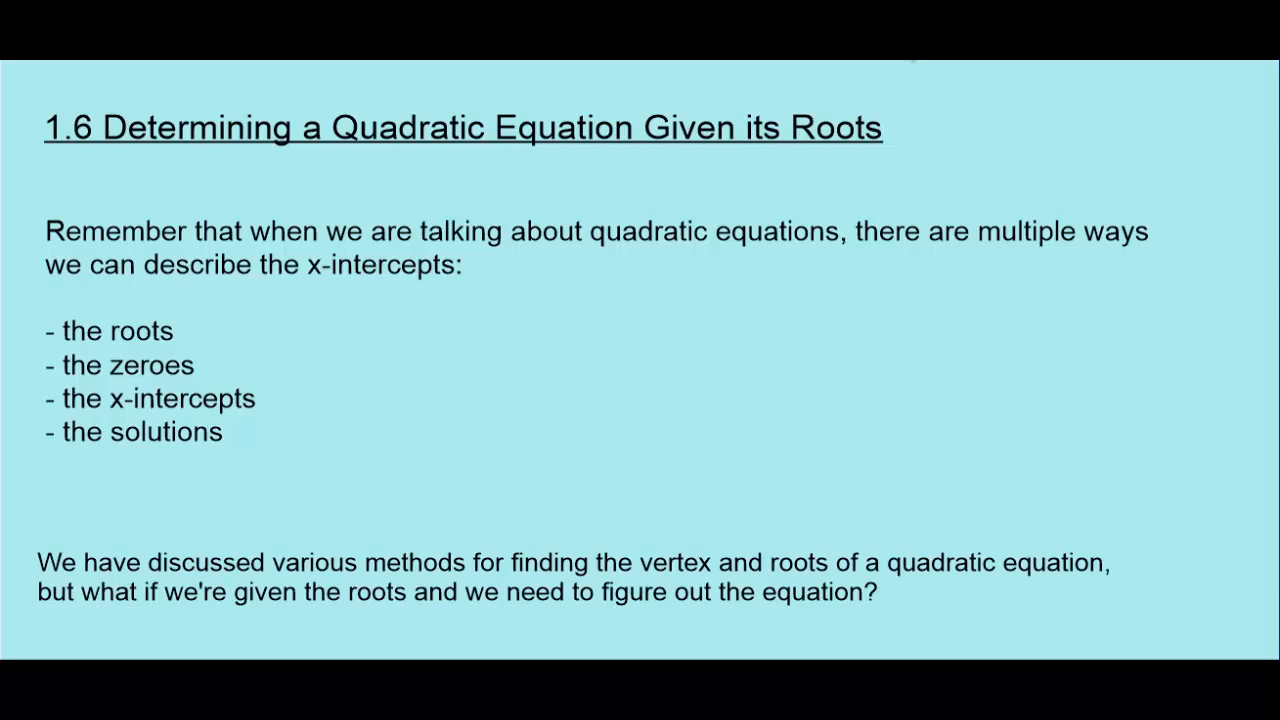 1.6 Determining a Quadratic Equation Given its Roots
Remember that when we are talking about quadratic equations, there are multiple ways
we can describe the x-intercepts:
- the roots
- the zeroes
- the x-intercepts
- the solutions
We have discussed various methods for finding the vertex and roots of a quadratic equation,
but what if we're given the roots and we need to figure out the equation?